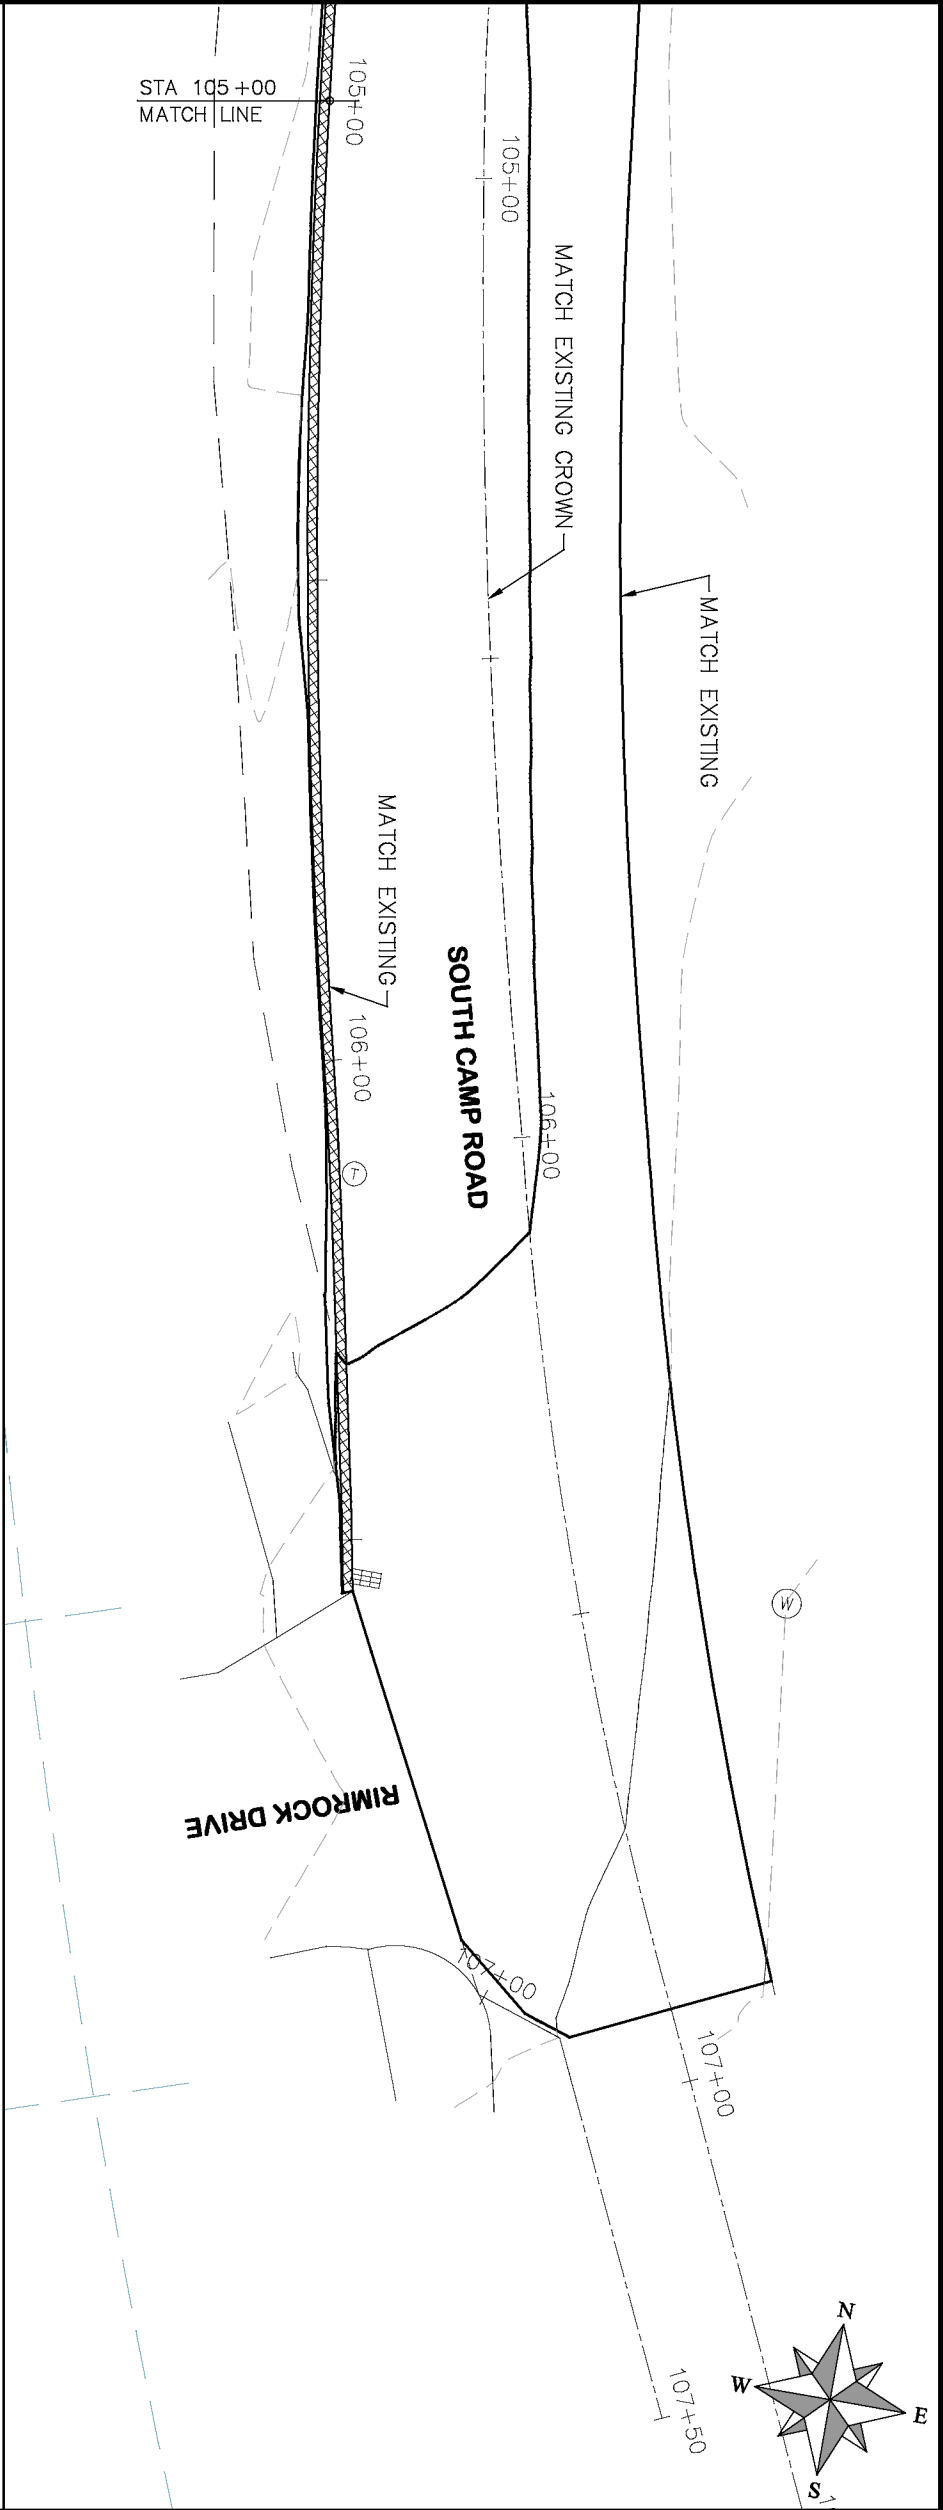 STA 105+00
MATCH LINE
105+00
105+00
MATCH EXISTING CROWN
MATCH EXISTING
MATCH EXISTING
SOUTH CAMP ROAD
106+00
106+00
T
W
RIMROCK DRIVE
107+00
107+00
107+50
N
W
E
S